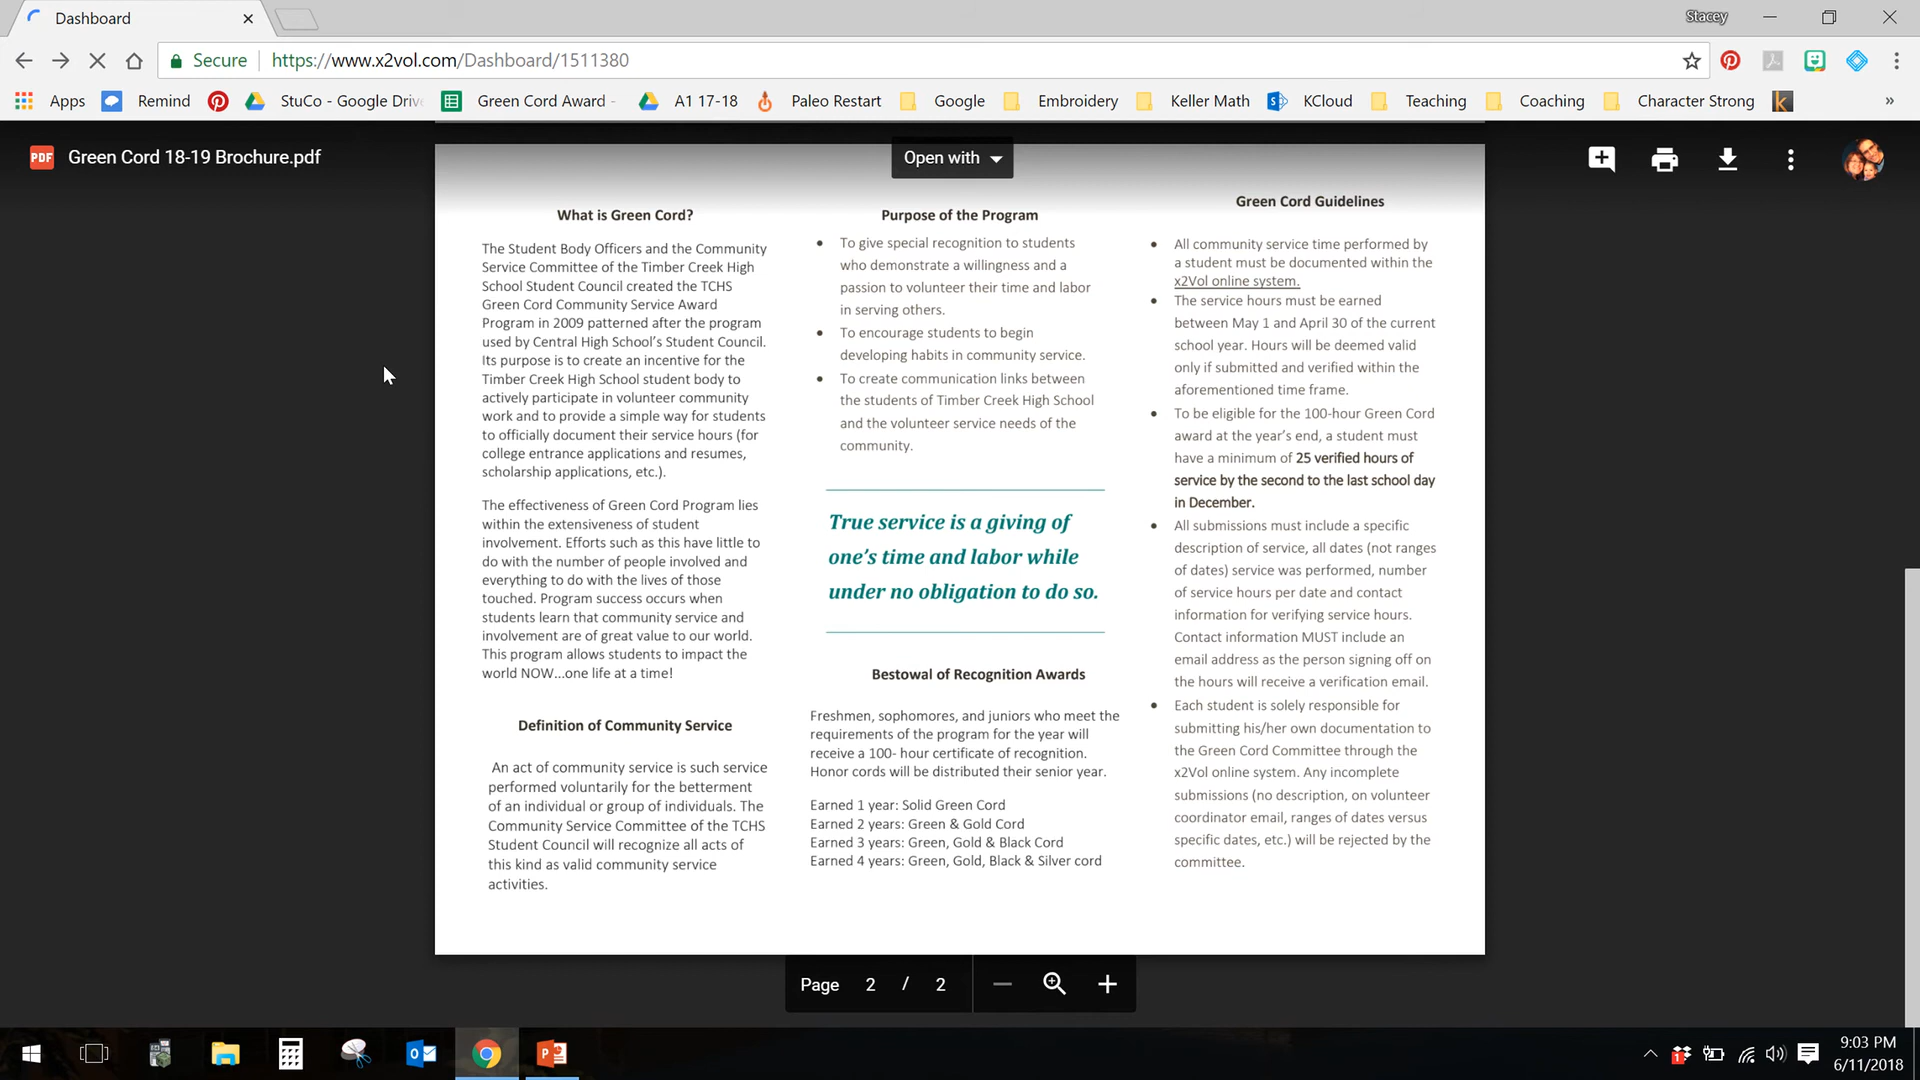 Dashboard
Stacey
Secure
https://www.x2vol.com/Dashboard/1511380
Apps
Remind
StuCo - Google Driv
Green Cord Award -
A1 17-18
Paleo Restart
Google
Embroidery
Keller Math
KCloud
Teaching
Coaching
Character Strong
k
»
PDF
Green Cord 18-19 Brochure.pdf
Open with
What is Green Cord?
The Student Body Officers and the Community
Service Committee of the Timber Creek High
School Student Council created the TCHS
Green Cord Community Service Award
Program in 2009 patterned after the program
used by Central High School's Student Council.
Its purpose is to create an incentive for the
Timber Creek High School student body to
actively participate in volunteer community
work and to provide a simple way for students
to officially document their service hours (for
college entrance applications and resumes,
scholarship applications, etc.).
The effectiveness of Green Cord Program lies
within the extensiveness of student
involvement. Efforts such as this have little to
do with the number of people involved and
everything to do with the lives of those
touched. Program success occurs when
students learn that community service and
involvement are of great value to our world.
This program allows students to impact the
world NOW...one life at a time!
Definition of Community Service
An act of community service is such service
performed voluntarily for the betterment
of an individual or group of individuals. The
Community Service Committee of the TCHS
Student Council will recognize all acts of
this kind as valid community service
activities.
Purpose of the Program
• To give special recognition to students
who demonstrate a willingness and a
passion to volunteer their time and labor
in serving others.
• To encourage students to begin
developing habits in community service.
• To create communication links between
the students of Timber Creek High School
and the volunteer service needs of the
community.
True service is a giving of
one's time and labor while
under no obligation to do so.
Bestowal of Recognition Awards
Freshmen, sophomores, and juniors who meet the
requirements of the program for the year will
receive a 100- hour certificate of recognition.
Honor cords will be distributed their senior year.
Earned 1 year: Solid Green Cord
Earned 2 years: Green & Gold Cord
Earned 3 years: Green, Gold & Black Cord
Earned 4 years: Green, Gold, Black & Silver cord
Green Cord Guidelines
• All community service time performed by
a student must be documented within the
x2Vol online system.
• The service hours must be earned
between May 1 and April 30 of the current
school year. Hours will be deemed valid
only if submitted and verified within the
aforementioned time frame.
• To be eligible for the 100-hour Green Cord
award at the year's end, a student must
have a minimum of 25 verified hours of
service by the second to the last school day
in December.
• All submissions must include a specific
description of service, all dates (not ranges
of dates) service was performed, number
of service hours per date and contact
information for verifying service hours.
Contact information MUST include an
email address as the person signing off on
the hours will receive a verification email.
• Each student is solely responsible for
submitting his/her own documentation to
the Green Cord Committee through the
x2Vol online system. Any incomplete
submissions (no description, on volunteer
coordinator email, ranges of dates versus
specific dates, etc.) will be rejected by the
committee.
Page 2 / 2
9:03 PM
6/11/2018